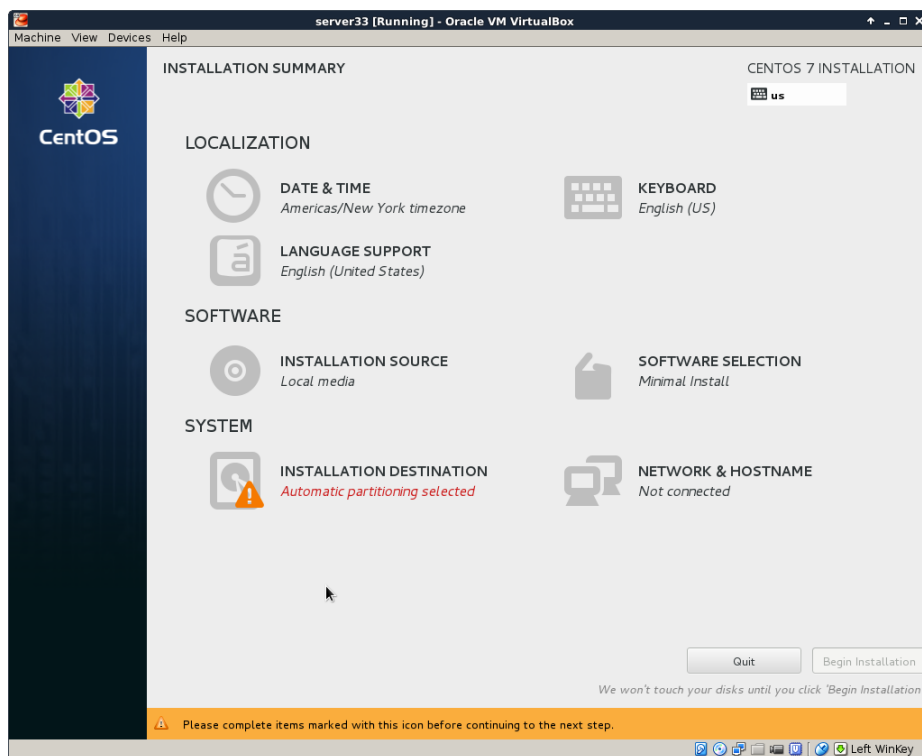 server33 [Running] - Oracle VM VirtualBox
Machine View Devices Help
INSTALLATION SUMMARY
CENTOS 7 INSTALLATION
us
CentOS
LOCALIZATION
DATE & TIME
Americas/New York timezone
KEYBOARD
English (US)
á
LANGUAGE SUPPORT
English (United States)
SOFTWARE
INSTALLATION SOURCE
Local media
SOFTWARE SELECTION
Minimal Install
SYSTEM
INSTALLATION DESTINATION
Automatic partitioning selected
NETWORK & HOSTNAME
Not connected
Quit
Begin Installation
We won't touch your disks until you click 'Begin Installation
Please complete items marked with this icon before continuing to the next step.
Left WinKey